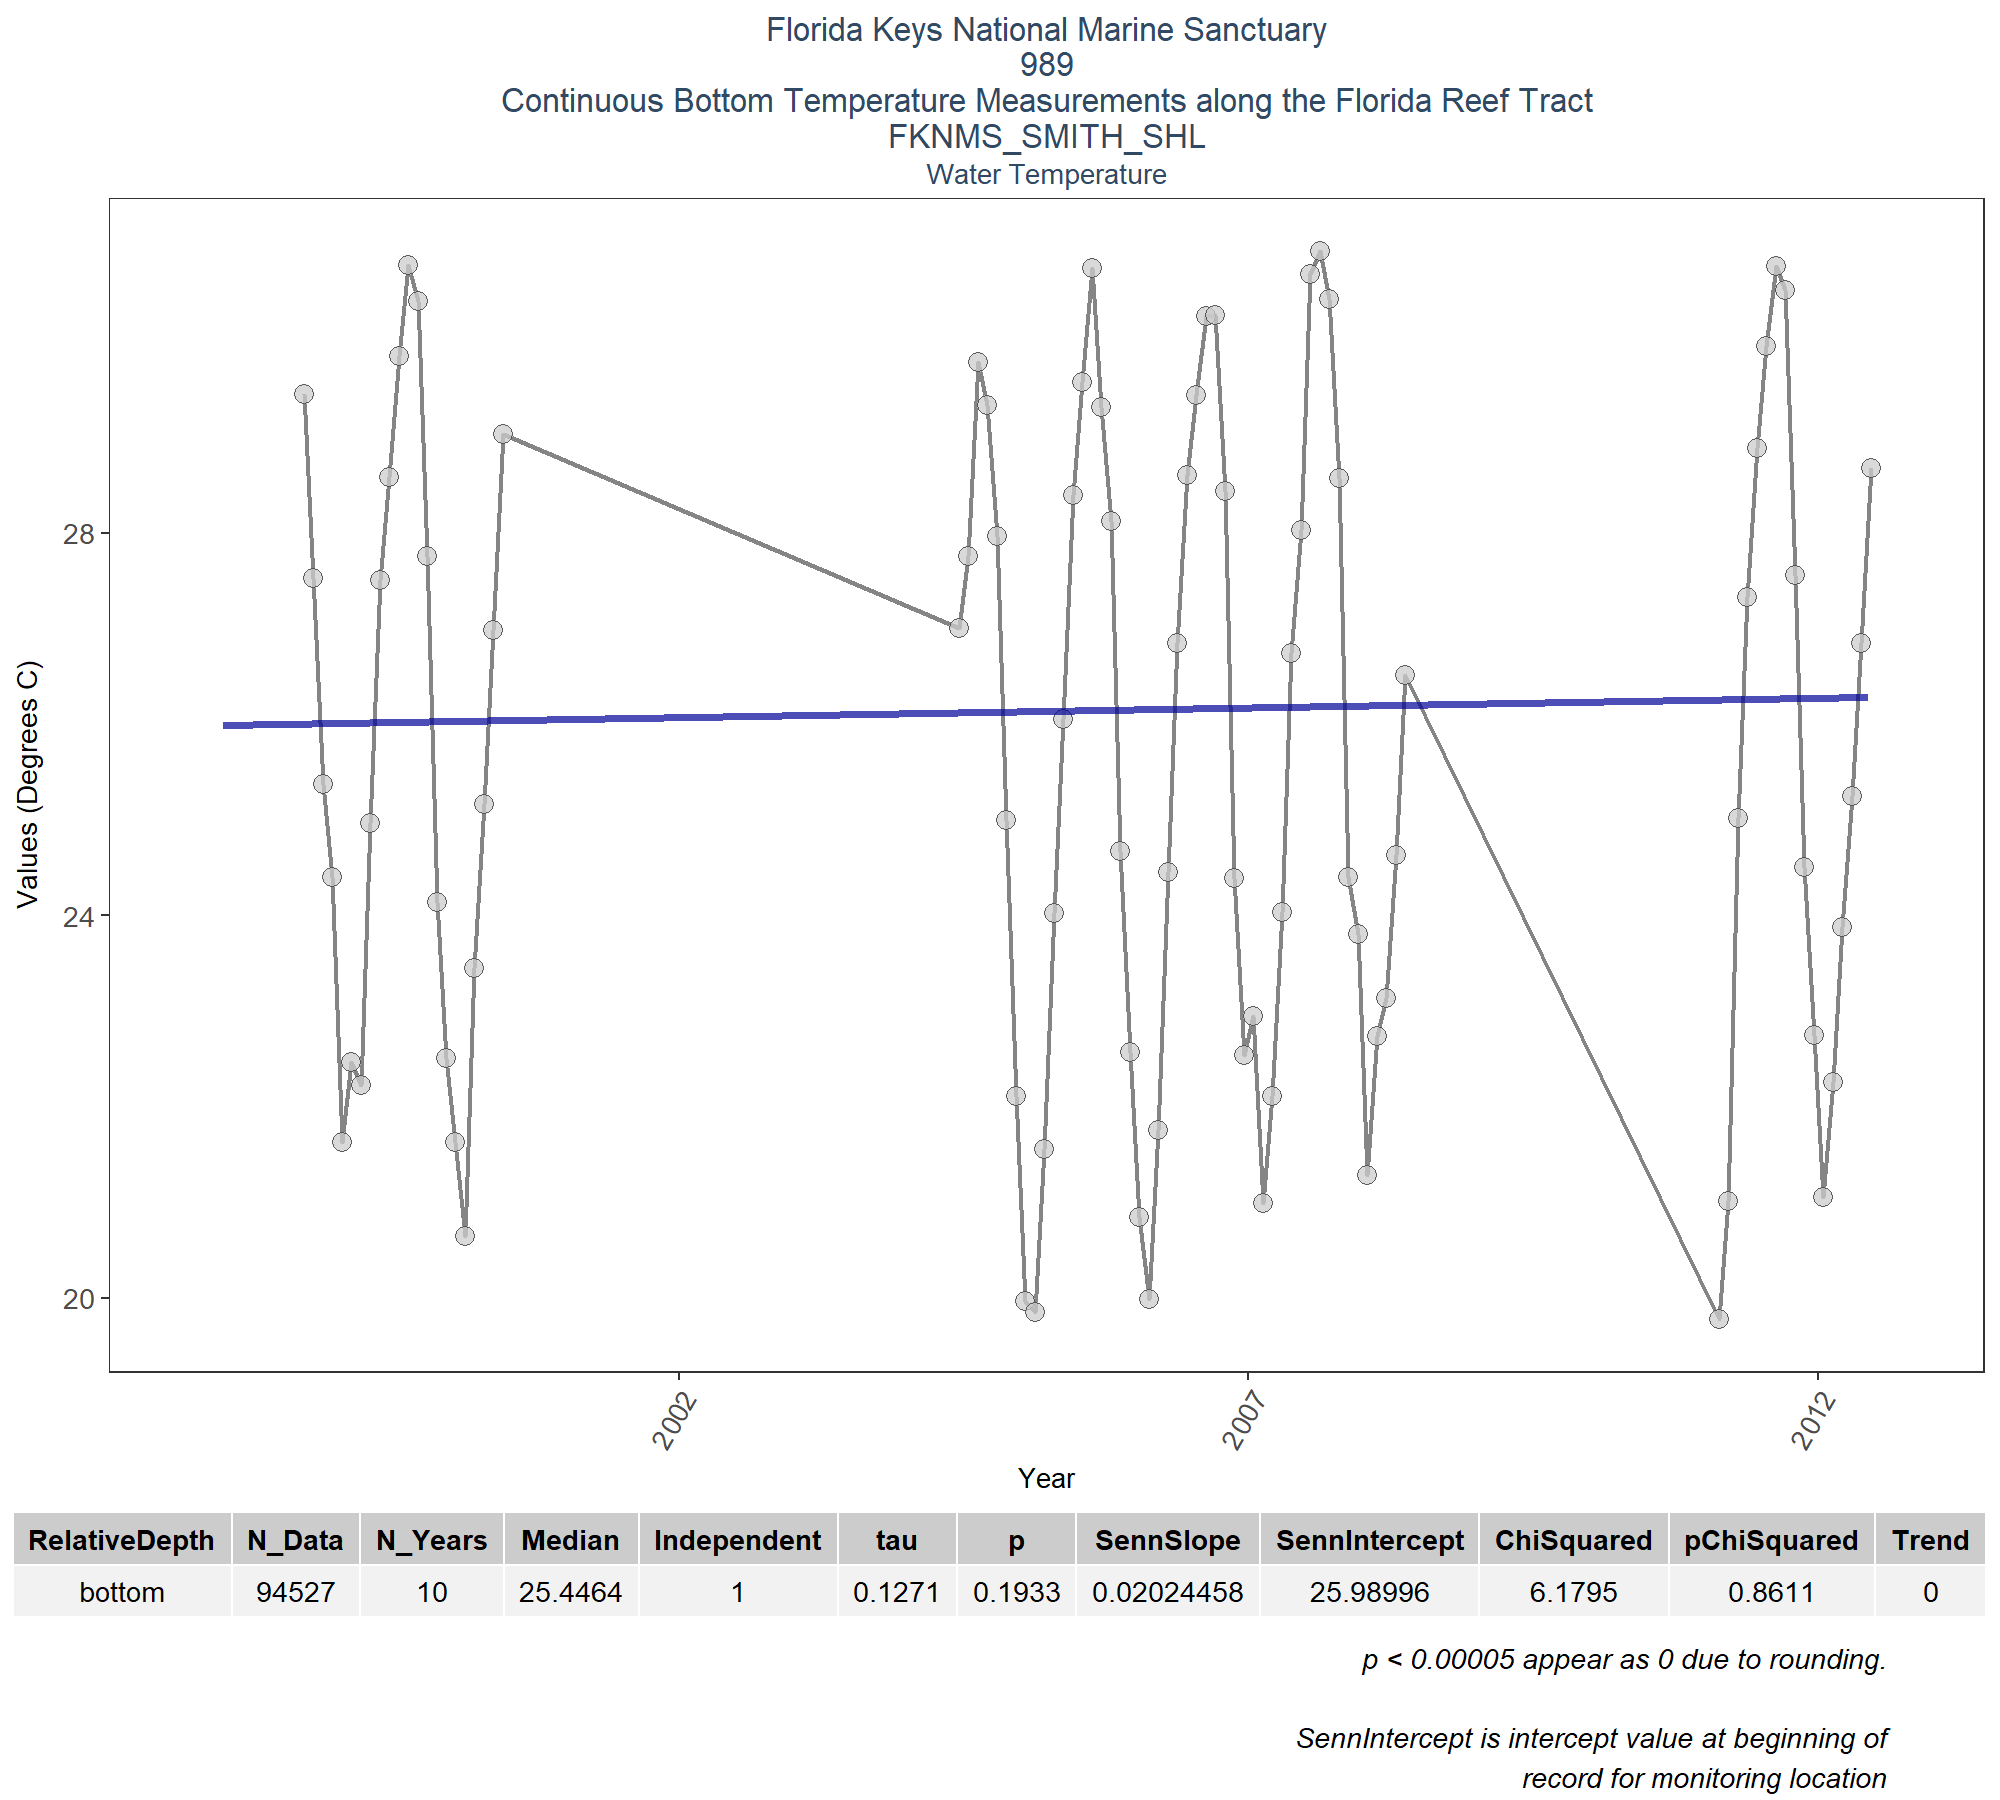 Florida Keys National Marine Sanctuary
989
Continuous Bottom Temperature Measurements along the Florida Reef Tract
FKNMS_SMITH_SHL
Water Temperature
Values (Degrees C)
28
24
20
2002
2007
2012
Year
RelativeDepth N_Data N_Years Median Independent tau p SennSlope SennIntercept ChiSquared pChiSquared Trend
bottom 94527 10 25.4464 1 0.1271 0.1933 0.02024458 25.98996 6.1795 0.8611 0
p < 0.00005 appear as 0 due to rounding.
SennIntercept is intercept value at beginning of
record for monitoring location